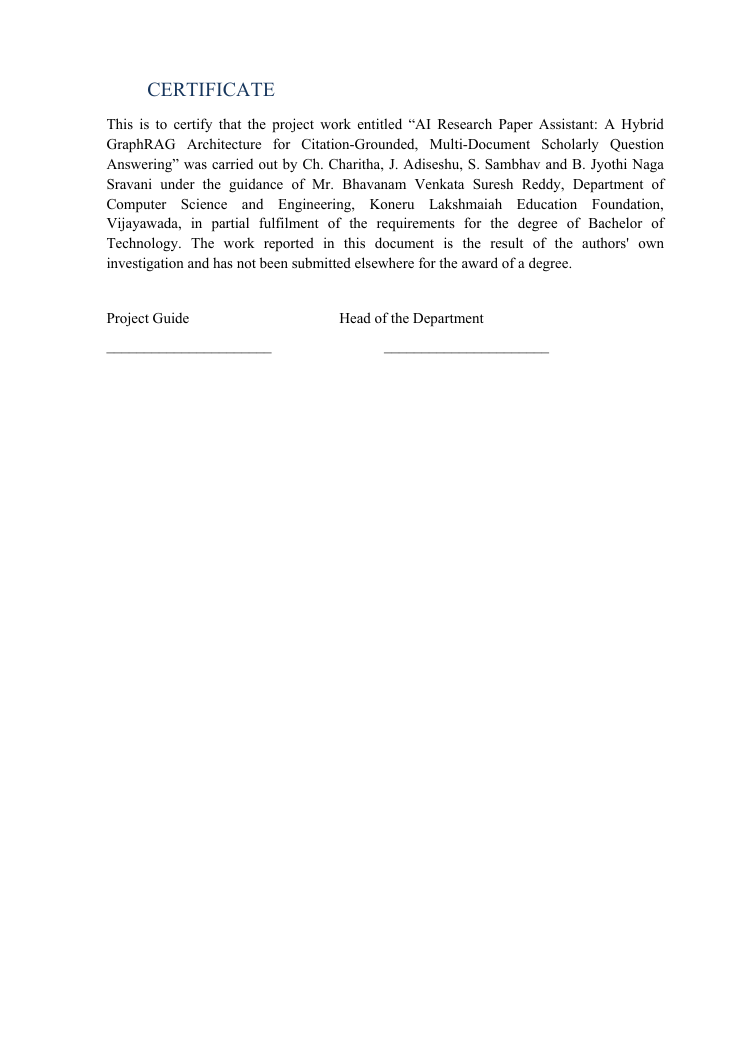 CERTIFICATE
This is to certify that the project work entitled “AI Research Paper Assistant: A Hybrid
GraphRAG Architecture for Citation-Grounded, Multi-Document Scholarly Question
Answering” was carried out by Ch. Charitha, J. Adiseshu, S. Sambhav and B. Jyothi Naga
Sravani under the guidance of Mr. Bhavanam Venkata Suresh Reddy, Department of
Computer Science and Engineering, Koneru Lakshmaiah Education Foundation,
Vijayawada, in partial fulfilment of the requirements for the degree of Bachelor of
Technology. The work reported in this document is the result of the authors' own
investigation and has not been submitted elsewhere for the award of a degree.
Project Guide Head of the Department
______________________ ______________________